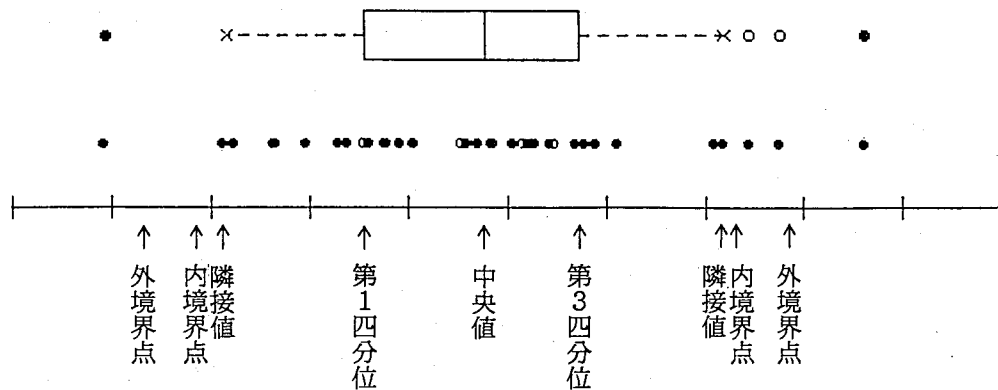 外境界点
内境界点
隣接値
第1四分位
中央値
第3四分位
隣接値
内境界点
外境界点